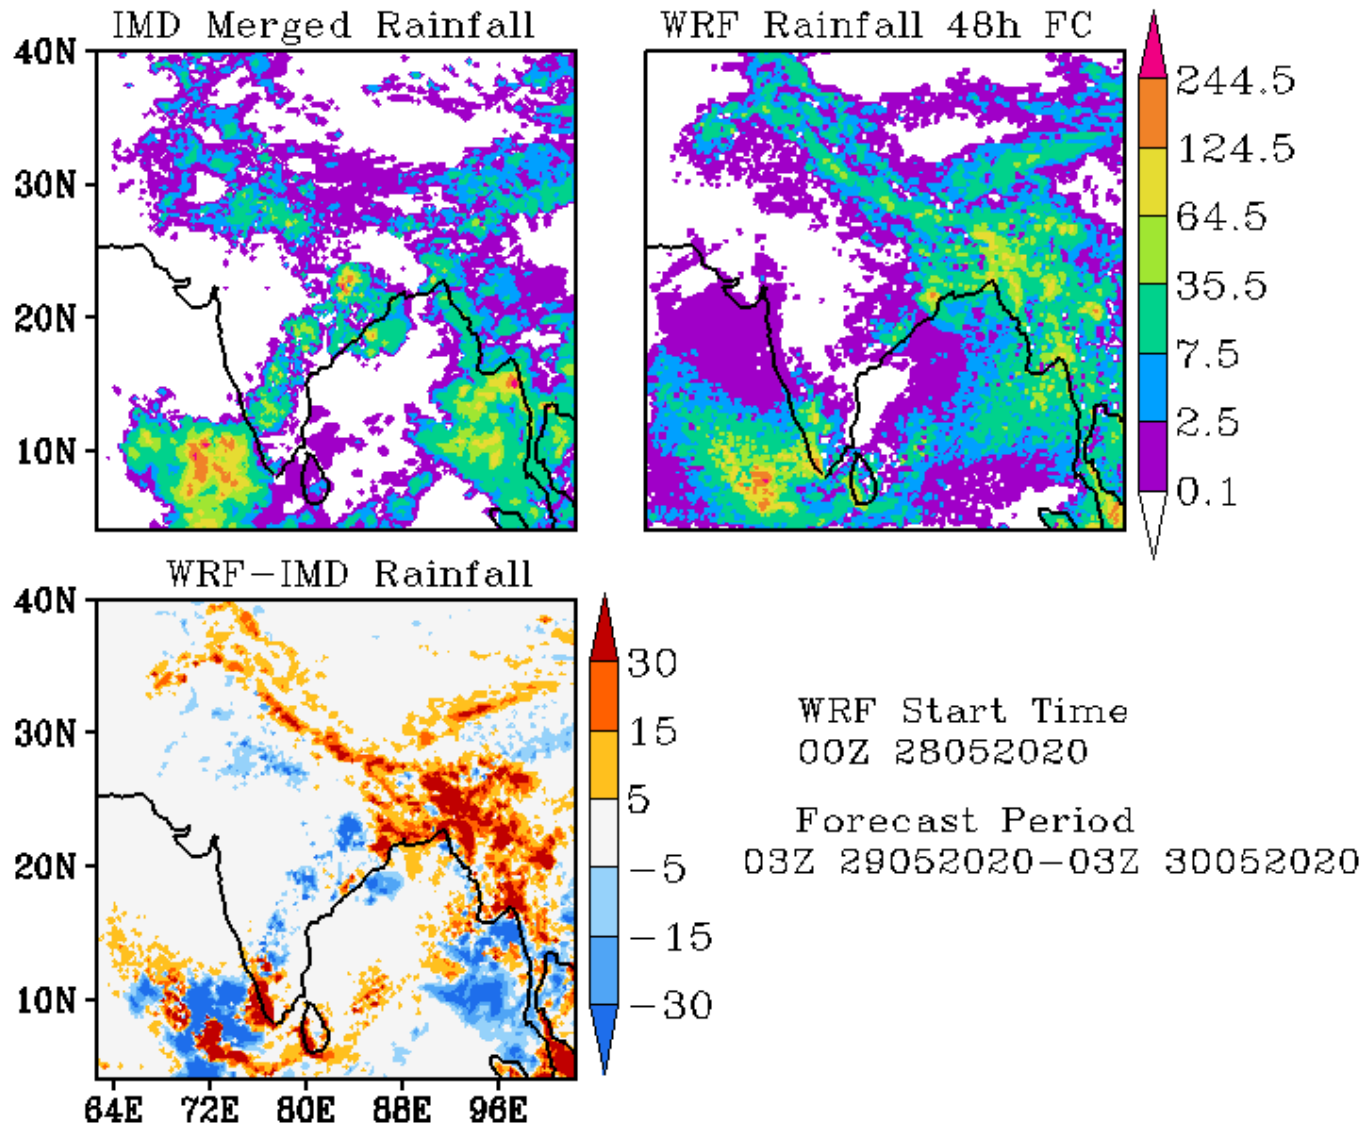 IMD Merged Rainfall
WRF Rainfall 48h FC
40N
30N
20N
10N
244.5
124.5
64.5
35.5
7.5
2.5
0.1
WRF-IMD Rainfall
40N
30N
20N
10N
64E 72E 80E 88E 96E
30
15
5
-5
-15
-30
WRF Start Time
00Z 28052020
Forecast Period
03Z 29052020-03Z 30052020